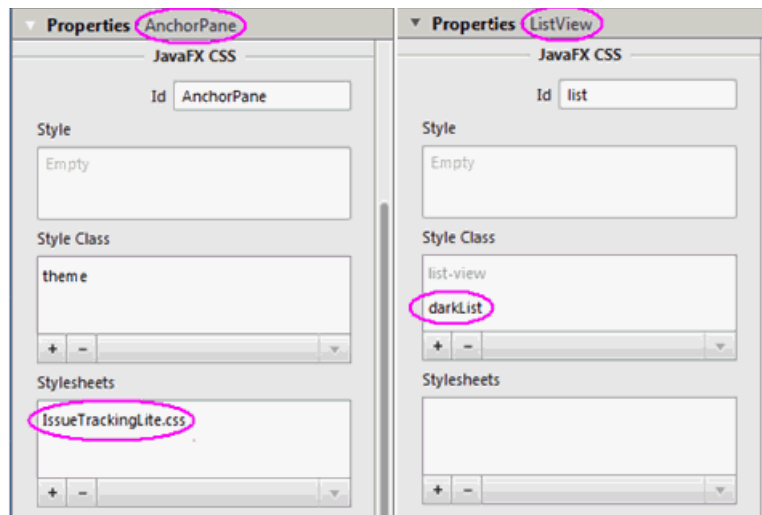 Properties AnchorPane
JavaFX CSS
Id AnchorPane
Style
Empty
Style Class
theme
+ -
Stylesheets
IssueTrackingLite.css
+ -
Properties ListView
JavaFX CSS
Id list
Style
Empty
Style Class
list-view
darkList
+ -
Stylesheets
+ -